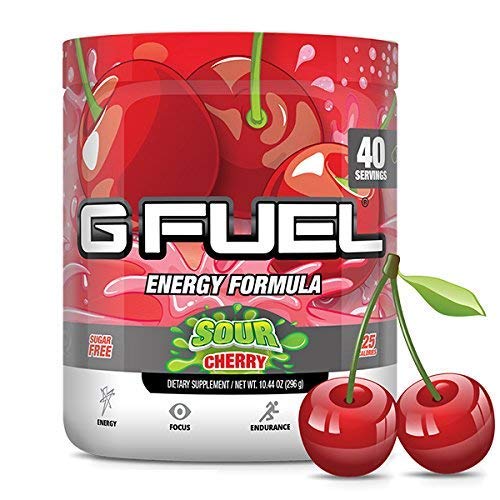 40
SERVINGS
G FUEL®
ENERGY FORMULA
SOUR
CHERRY
SUGAR
FREE
25
CALORIES
DIETARY SUPPLEMENT / NET WT. 10.44 OZ (296 g)
ENERGY
FOCUS
ENDURANCE